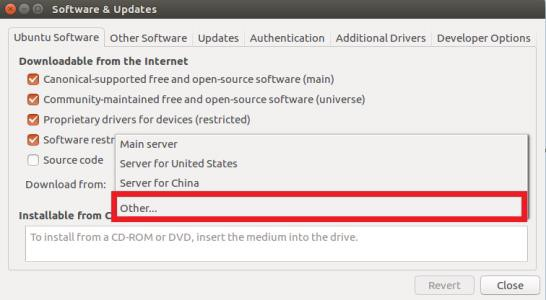 Software & Updates
Ubuntu Software Other Software Updates Authentication Additional Drivers Developer Options
Downloadable from the Internet
Canonical-supported free and open-source software (main)
Community-maintained free and open-source software (universe)
Proprietary drivers for devices (restricted)
Software restr
Main server
Source code
Server for United States
Download from:
Server for China
Other...
Installable from C
To install from a CD-ROM or DVD, insert the medium into the drive.
Revert Close